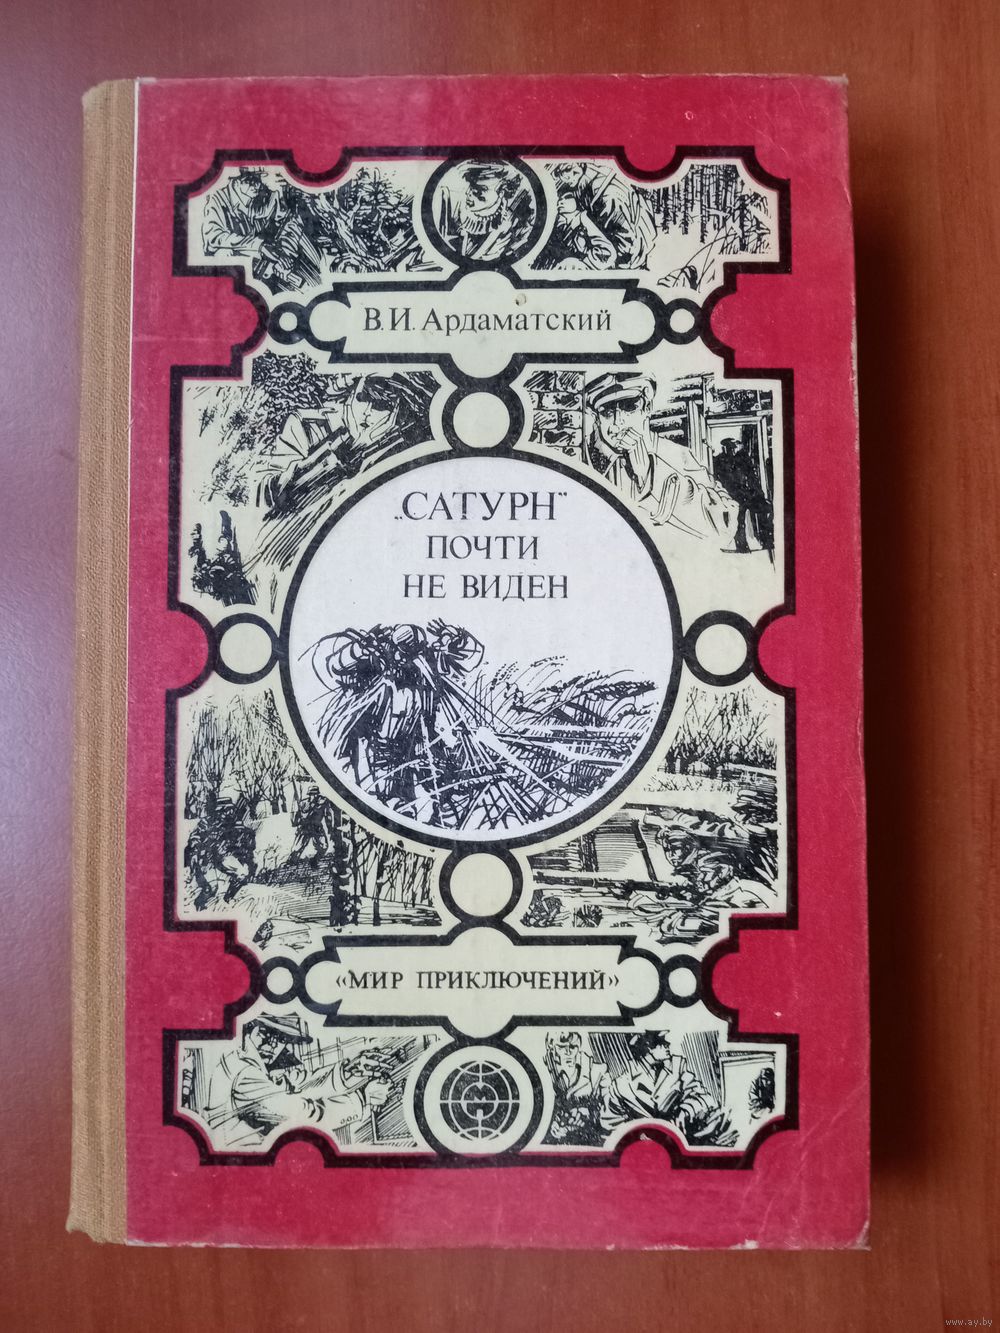 В.И.Ардаматский
„САТУРН"
ПОЧТИ
НЕ ВИДЕН
«МИР ПРИКЛЮЧЕНИЙ»
www.ay.by